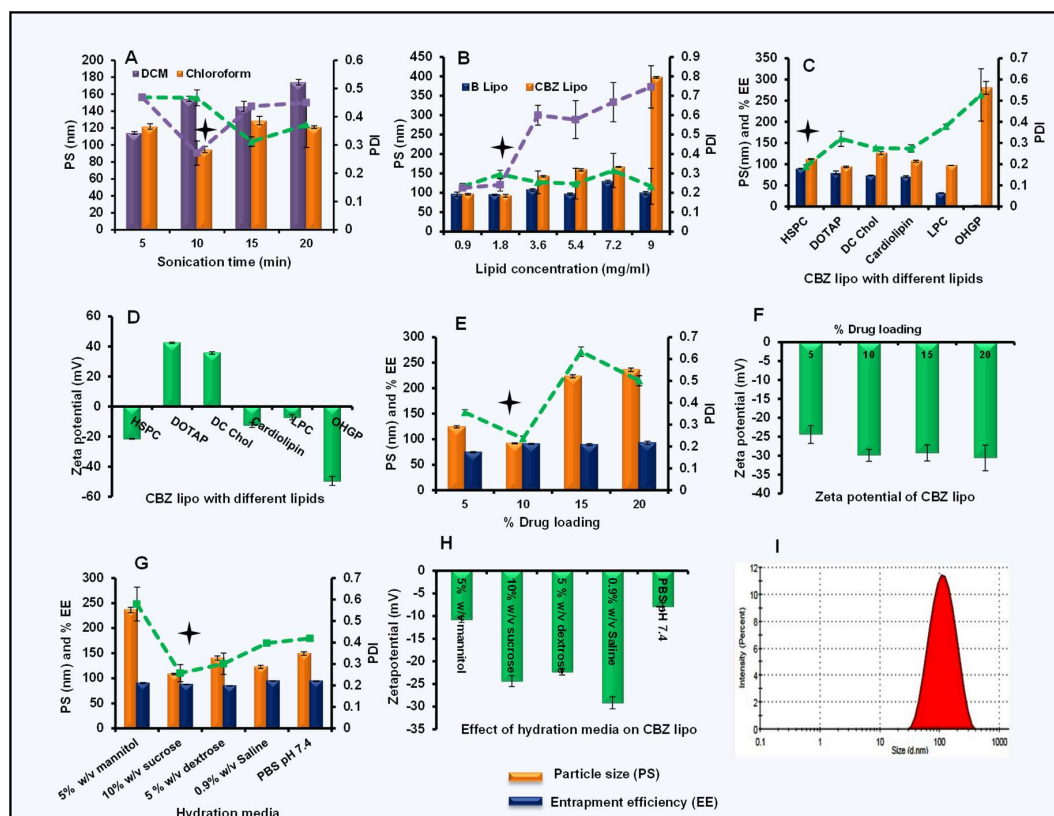 A
DCM
Chloroform
PS (nm)
200
180
160
140
120
100
80
60
40
20
0
0.6
0.5
0.4
0.3
0.2
0.1
0
PDI
5 10 15 20
Sonication time (min)
B
B Lipo
CBZ Lipo
PS (nm)
450
400
350
300
250
200
150
100
50
0
0.9
0.8
0.7
0.6
0.5
0.4
0.3
0.2
0.1
0
PDI
0.9 1.8 3.6 5.4 7.2 9
Lipid concentration (mg/ml)
C
PS(nm) and % EE
350
300
250
200
150
100
50
0
0.7
0.6
0.5
0.4
0.3
0.2
0.1
0
PDI
HSPC
DOTAP
DC Chol
Cardiolipin
LPC
OHGP
CBZ lipo with different lipids
D
Zeta potential (mV)
60
40
20
0
-20
-40
-60
HSPC
DOTAP
DC Chol
Cardiolipin
LPC
OHGP
CBZ lipo with different lipids
E
PS (nm) and % EE
300
250
200
150
100
50
0
0.7
0.6
0.5
0.4
0.3
0.2
0.1
0
PDI
5 10 15 20
% Drug loading
F
% Drug loading
Zeta potential (mV)
0
-5
-10
-15
-20
-25
-30
-35
-40
5 10 15 20
Zeta potential of CBZ lipo
G
PS (nm) and % EE
300
250
200
150
100
50
0
0.7
0.6
0.5
0.4
0.3
0.2
0.1
0
PDI
5% w/v mannitol
10% w/v sucrose
5 % w/v dextrose
0.9% w/v Saline
PBS pH 7.4
Hydration media
H
Zetapotential (mV)
0
-5
-10
-15
-20
-25
-30
-35
5% w/v mannitol
10% w/v sucrose
5 % w/v dextrose
0.9% w/v Saline
PBS pH 7.4
Effect of hydration media on CBZ lipo
I
Intensity (Percent)
12
10
8
6
4
2
0
0.1 1 10 100 1000
Size (d.nm)
Particle size (PS)
Entrapment efficiency (EE)